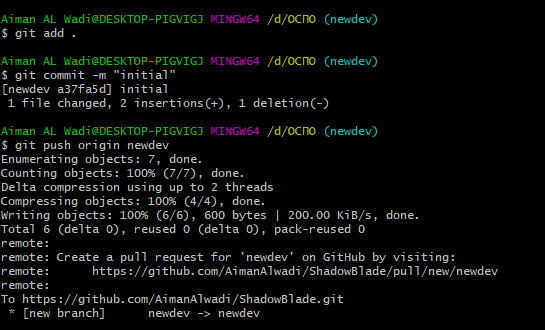 Aiman AL Wadi@DESKTOP-PIGVIGJ MINGW64 /d/ОСПО (newdev)
$ git add .
Aiman AL Wadi@DESKTOP-PIGVIGJ MINGW64 /d/ОСПО (newdev)
$ git commit -m "initial"
[newdev a37fa5d] initial
1 file changed, 2 insertions(+), 1 deletion(-)
Aiman AL Wadi@DESKTOP-PIGVIGJ MINGW64 /d/ОСПО (newdev)
$ git push origin newdev
Enumerating objects: 7, done.
Counting objects: 100% (7/7), done.
Delta compression using up to 2 threads
Compressing objects: 100% (4/4), done.
Writing objects: 100% (6/6), 600 bytes | 200.00 KiB/s, done.
Total 6 (delta 0), reused 0 (delta 0), pack-reused 0
remote:
remote: Create a pull request for 'newdev' on GitHub by visiting:
remote:      https://github.com/AimanAlwadi/ShadowBlade/pull/new/newdev
remote:
To https://github.com/AimanAlwadi/ShadowBlade.git
 * [new branch]      newdev -> newdev